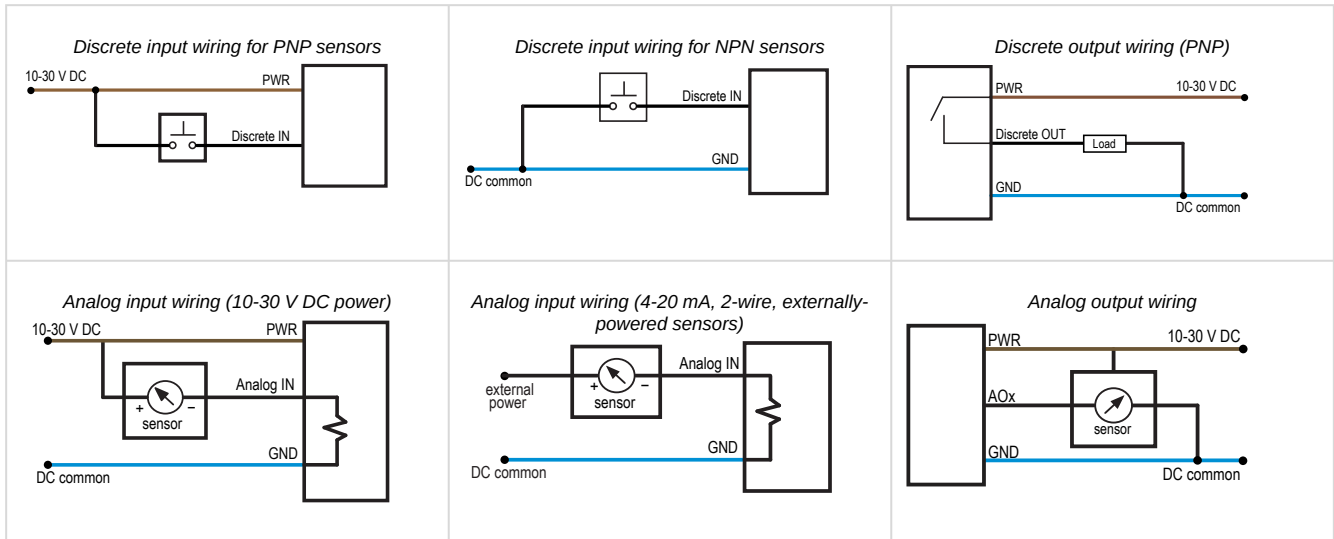 Discrete input wiring for PNP sensors
10-30 V DC
PWR
Discrete IN
Discrete input wiring for NPN sensors
Discrete IN
GND
DC common
Discrete output wiring (PNP)
PWR
10-30 V DC
Discrete OUT
Load
GND
DC common
Analog input wiring (10-30 V DC power)
10-30 V DC
PWR
Analog IN
+
−
sensor
GND
DC common
Analog input wiring (4-20 mA, 2-wire, externally-
powered sensors)
Analog IN
external
power
+
−
sensor
GND
DC common
Analog output wiring
PWR
10-30 V DC
AOx
sensor
GND
DC common